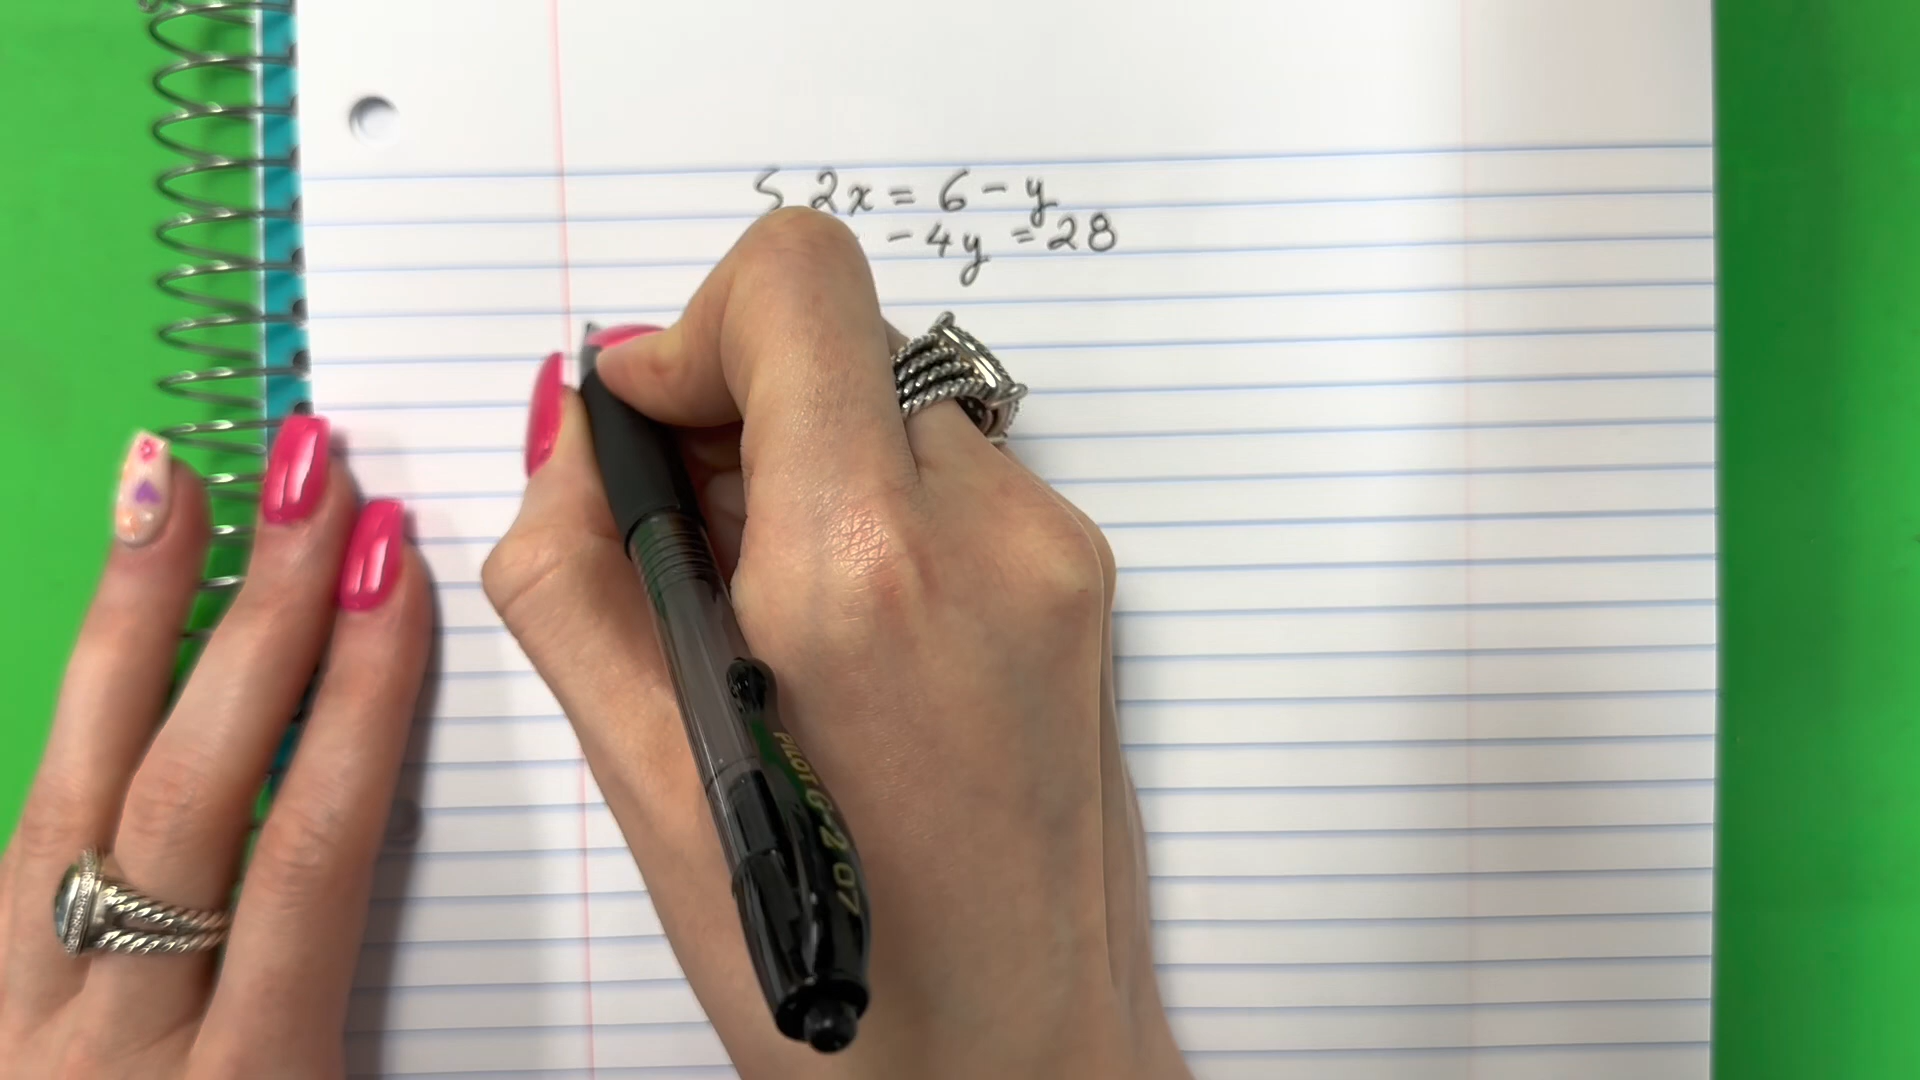 { 2x = 6 - y
- 4y = 28
PILOT G-2 07